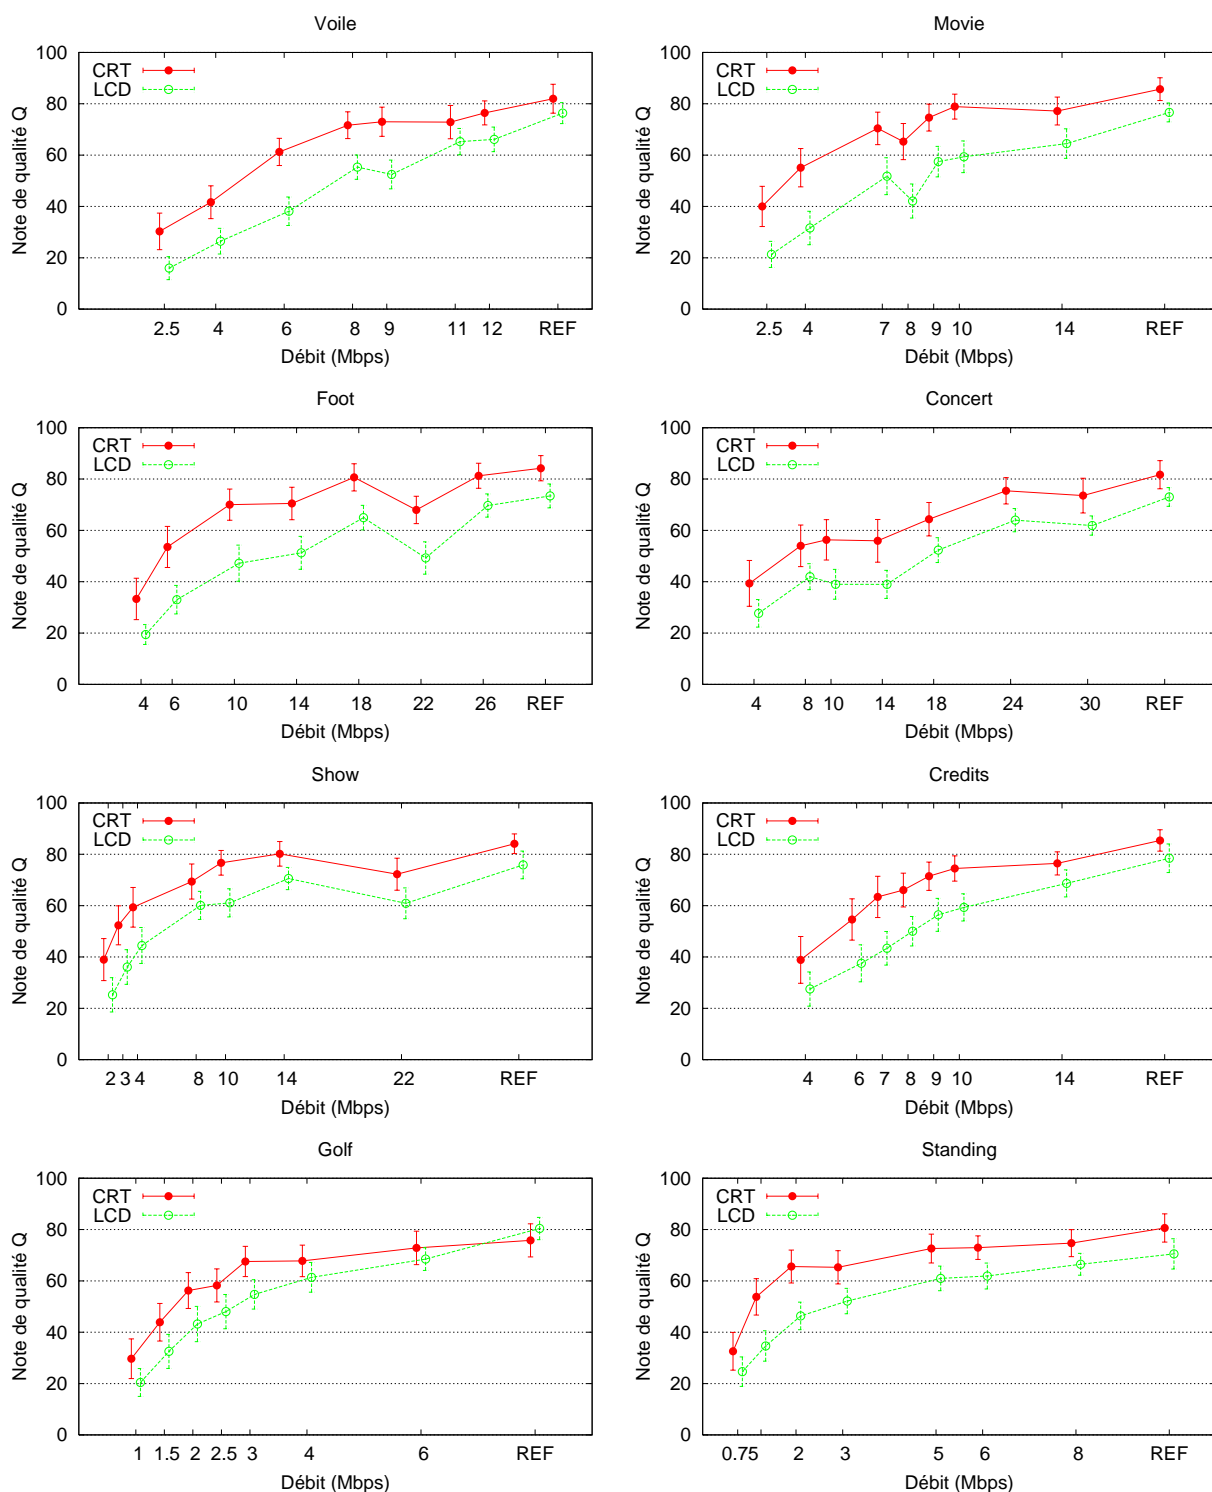 Voile
Note de qualité Q
100
80
60
40
20
0
CRT
LCD
2.5 4 6 8 9 11 12 REF
Débit (Mbps)
Movie
Note de qualité Q
100
80
60
40
20
0
CRT
LCD
2.5 4 7 8 9 10 14 REF
Débit (Mbps)
Foot
Note de qualité Q
100
80
60
40
20
0
CRT
LCD
4 6 10 14 18 22 26 REF
Débit (Mbps)
Concert
Note de qualité Q
100
80
60
40
20
0
CRT
LCD
4 8 10 14 18 24 30 REF
Débit (Mbps)
Show
Note de qualité Q
100
80
60
40
20
0
CRT
LCD
2 3 4 8 10 14 22 REF
Débit (Mbps)
Credits
Note de qualité Q
100
80
60
40
20
0
CRT
LCD
4 6 7 8 9 10 14 REF
Débit (Mbps)
Golf
Note de qualité Q
100
80
60
40
20
0
CRT
LCD
1 1.5 2 2.5 3 4 6 REF
Débit (Mbps)
Standing
Note de qualité Q
100
80
60
40
20
0
CRT
LCD
0.75 2 3 5 6 8 REF
Débit (Mbps)